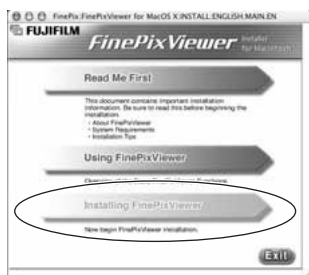 FinePix:FinePixViewer for MacOS X:INSTALL:ENGLISH:MAIN.EN
FUJIFILM
FinePixViewer
Installer
for Macintosh
Read Me First
This document contains important installation
information. Be sure to read this before beginning the
installation.
- About FinePixViewer
- System Requirements
- Installation Tips
Using FinePixViewer
Installing FinePixViewer
Now begin FinePixViewer installation.
Exit